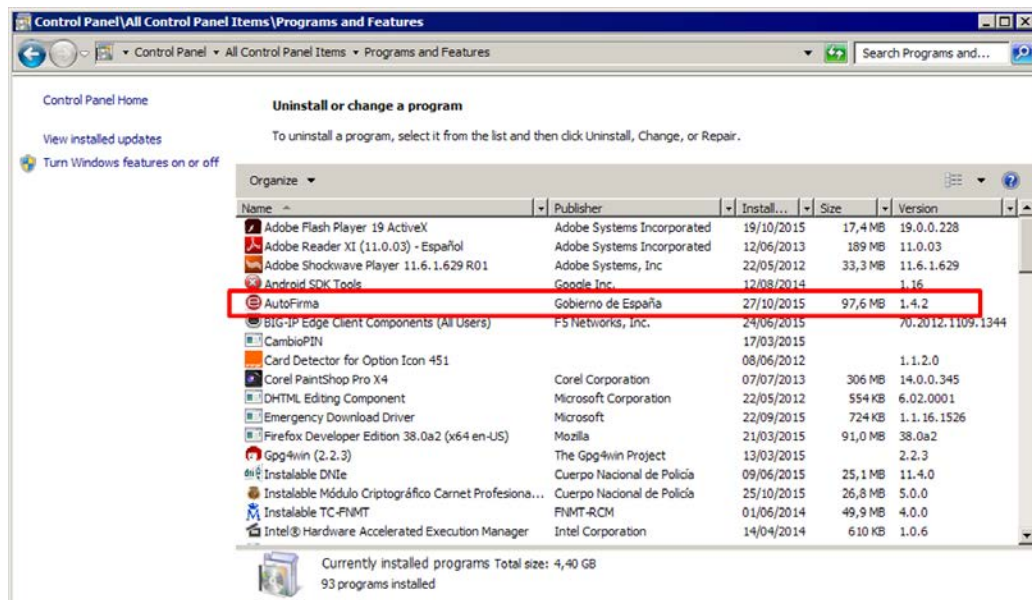 Control Panel\All Control Panel Items\Programs and Features
Control Panel All Control Panel Items Programs and Features Search Programs and...
Control Panel Home
View installed updates
Turn Windows features on or off
Uninstall or change a program
To uninstall a program, select it from the list and then click Uninstall, Change, or Repair.
Organize
Name Publisher Install... Size Version
Adobe Flash Player 19 ActiveX Adobe Systems Incorporated 19/10/2015 17,4 MB 19.0.0.228
Adobe Reader XI (11.0.03) - Español Adobe Systems Incorporated 12/06/2013 189 MB 11.0.03
Adobe Shockwave Player 11.6.1.629 R01 Adobe Systems, Inc 22/05/2012 33,3 MB 11.6.1.629
Android SDK Tools Google Inc. 12/08/2014 1.16
AutoFirma Gobierno de España 27/10/2015 97,6 MB 1.4.2
BIG-IP Edge Client Components (All Users) F5 Networks, Inc. 24/06/2015 70.2012.1109.1344
CambioPIN 17/03/2015
Card Detector for Option Icon 451 08/06/2012 1.1.2.0
Corel PaintShop Pro X4 Corel Corporation 07/07/2013 306 MB 14.0.0.345
DHTML Editing Component Microsoft Corporation 22/05/2012 554 KB 6.02.0001
Emergency Download Driver Microsoft 22/09/2015 724 KB 1.1.16.1526
Firefox Developer Edition 38.0a2 (x64 en-US) Mozilla 21/03/2015 91,0 MB 38.0a2
Gpg4win (2.2.3) The Gpg4win Project 13/03/2015 2.2.3
Instalable DNIe Cuerpo Nacional de Policía 09/06/2015 25,1 MB 11.4.0
Instalable Módulo Criptográfico Carnet Profesiona... Cuerpo Nacional de Policía 25/10/2015 26,8 MB 5.0.0
Instalable TC-FNMT FNMT-RCM 01/06/2014 49,9 MB 4.0.0
Intel® Hardware Accelerated Execution Manager Intel Corporation 14/04/2014 610 KB 1.0.6
Currently installed programs Total size: 4,40 GB
93 programs installed